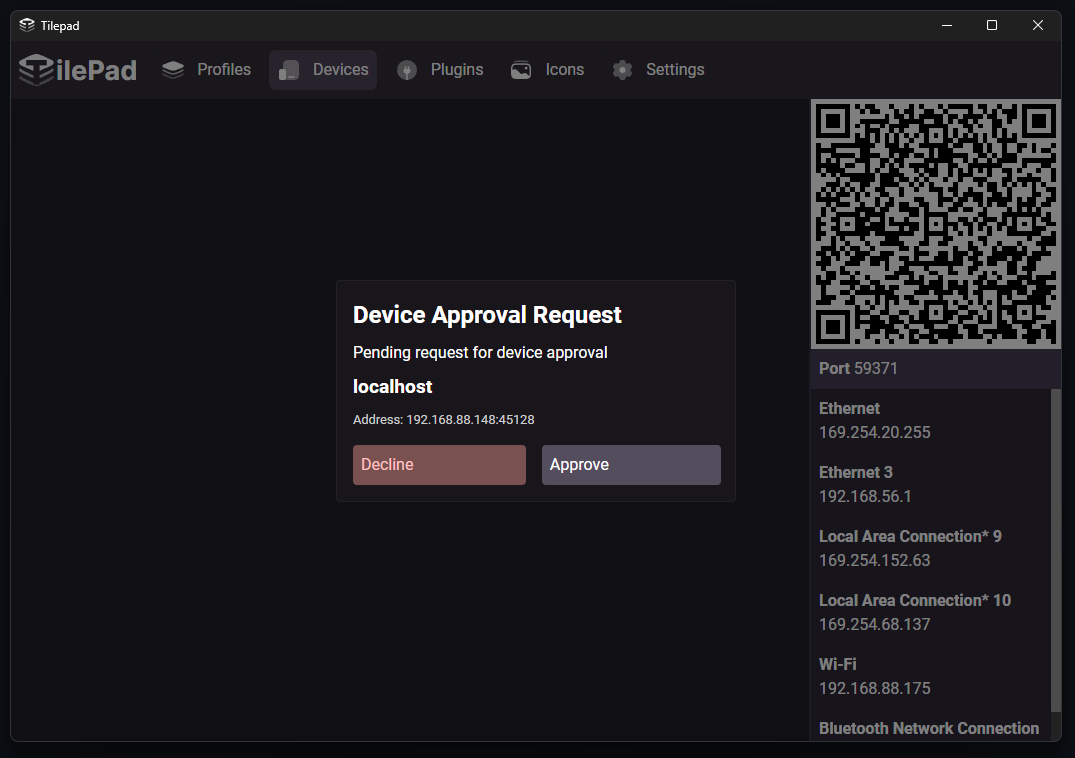 Tilepad
TilePad
Profiles
Devices
Plugins
Icons
Settings
Device Approval Request
Pending request for device approval
localhost
Address: 192.168.88.148:45128
Decline
Approve
Port 59371
Ethernet
169.254.20.255
Ethernet 3
192.168.56.1
Local Area Connection* 9
169.254.152.63
Local Area Connection* 10
169.254.68.137
Wi-Fi
192.168.88.175
Bluetooth Network Connection